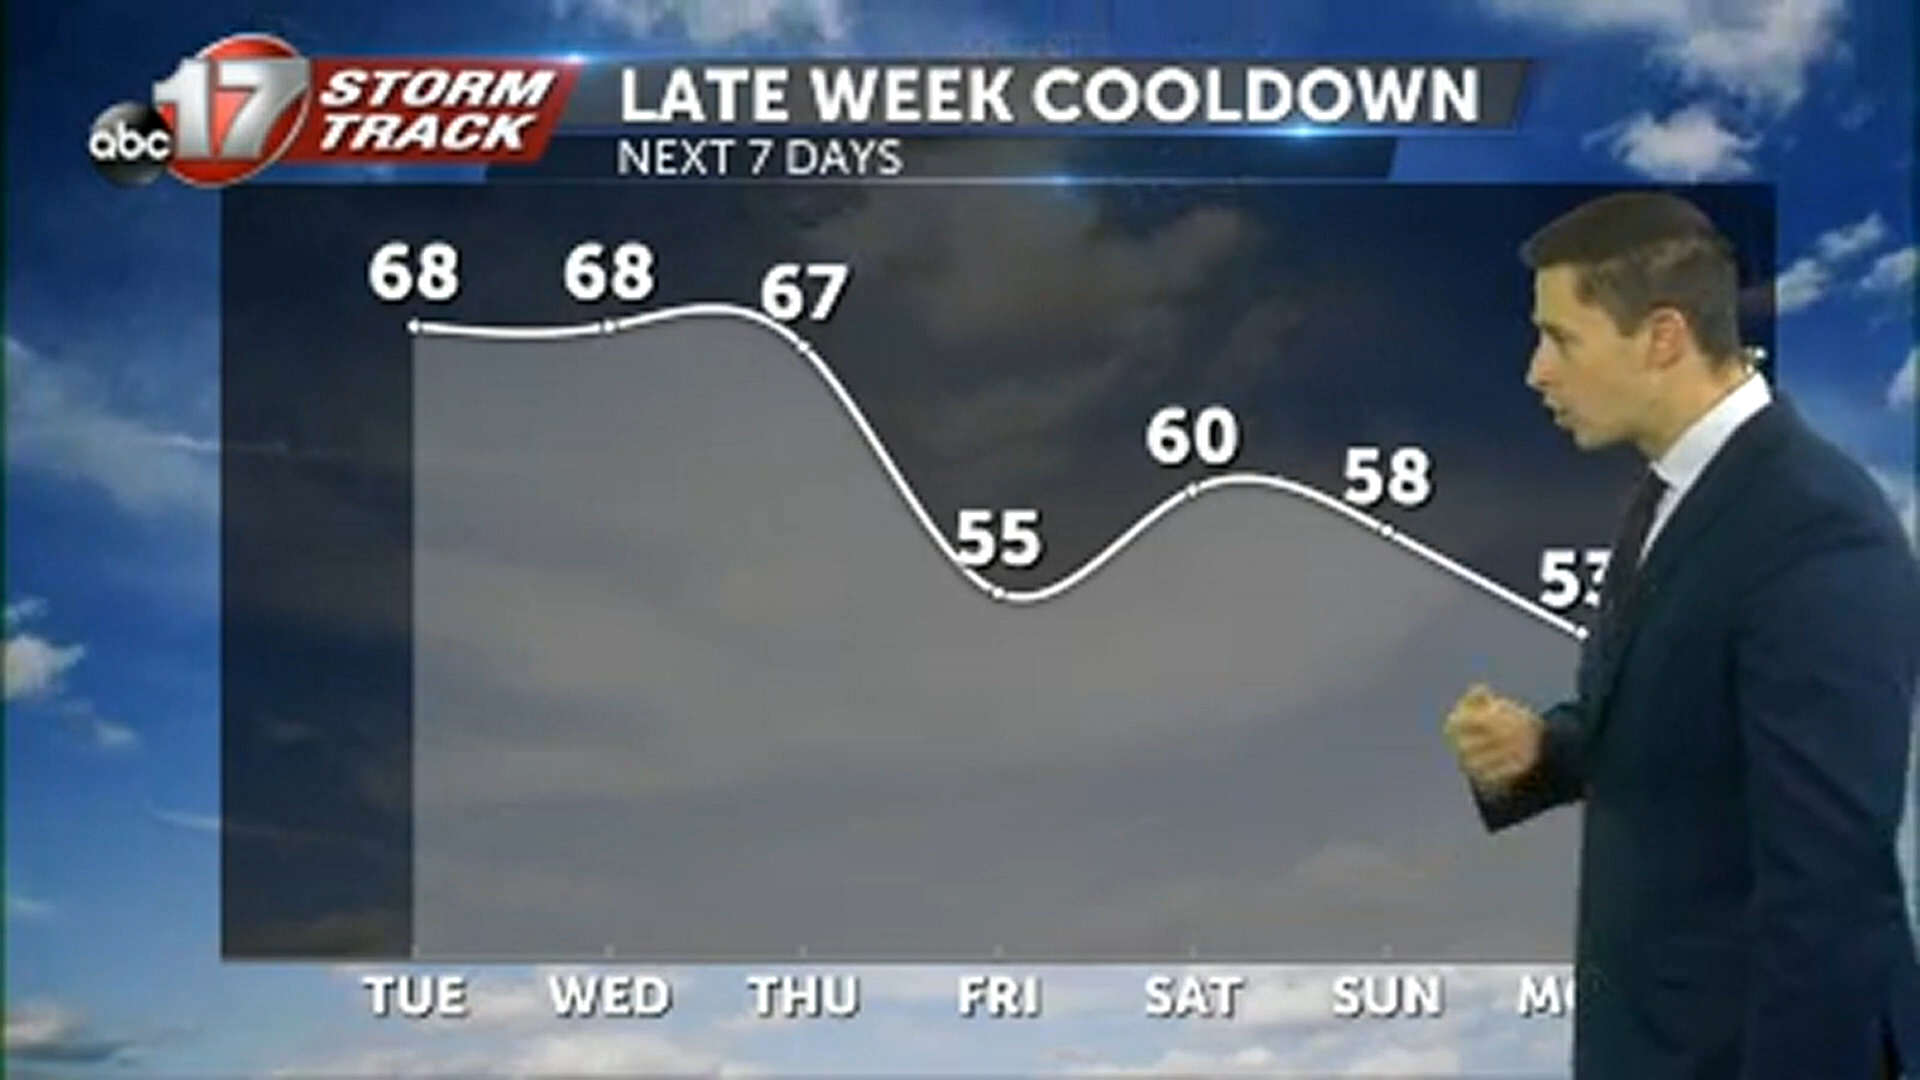 abc 17 STORM TRACK
LATE WEEK COOLDOWN
NEXT 7 DAYS
68 68 67 55 60 58 53
TUE WED THU FRI SAT SUN